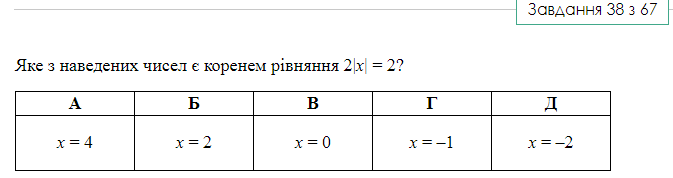 Завдання 38 з 67
Яке з наведених чисел є коренем рівняння 2|x| = 2?
А Б В Г Д
x = 4 x = 2 x = 0 x = –1 x = –2